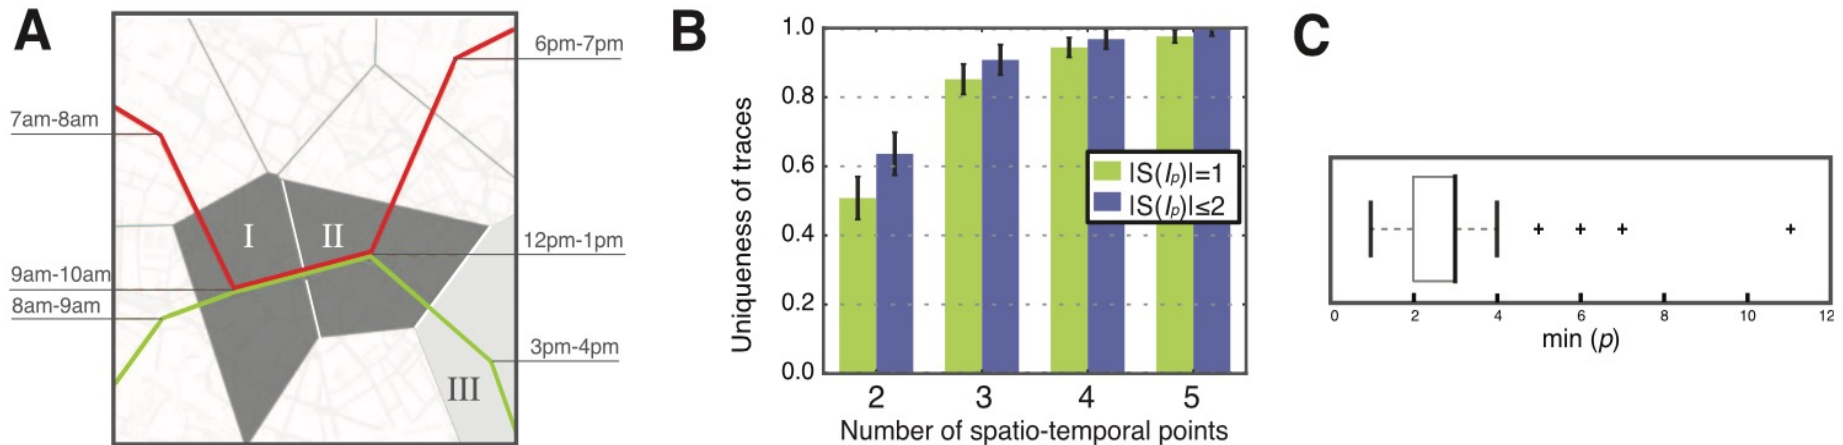 A
6pm-7pm
7am-8am
I
II
12pm-1pm
9am-10am
8am-9am
3pm-4pm
III
B
Uniqueness of traces
1.0
0.8
0.6
0.4
0.2
0.0
|S(Ip)|=1
|S(Ip)|≤2
2 3 4 5
Number of spatio-temporal points
C
0 2 4 6 8 10 12
min (p)